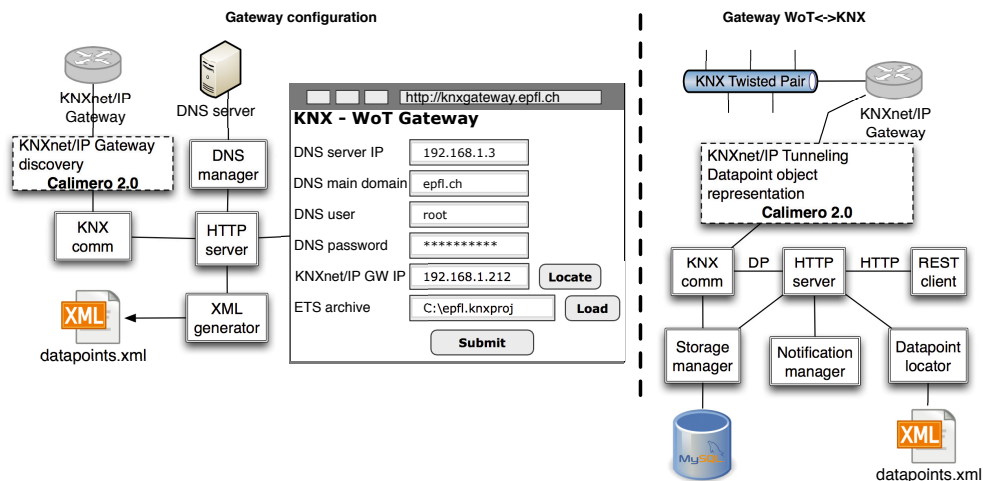 Gateway configuration
KNXnet/IP
Gateway
DNS server
KNXnet/IP Gateway
discovery
Calimero 2.0
DNS
manager
KNX
comm
HTTP
server
XML
generator
XML
datapoints.xml
http://knxgateway.epfl.ch
KNX - WoT Gateway
DNS server IP 192.168.1.3
DNS main domain epfl.ch
DNS user root
DNS password **********
KNXnet/IP GW IP 192.168.1.212 Locate
ETS archive C:\epfl.knxproj Load
Submit
Gateway WoT<->KNX
KNX Twisted Pair
KNXnet/IP
Gateway
KNXnet/IP Tunneling
Datapoint object
representation
Calimero 2.0
KNX
comm
DP
HTTP
server
HTTP
REST
client
Storage
manager
Notification
manager
Datapoint
locator
MySQL
XML
datapoints.xml